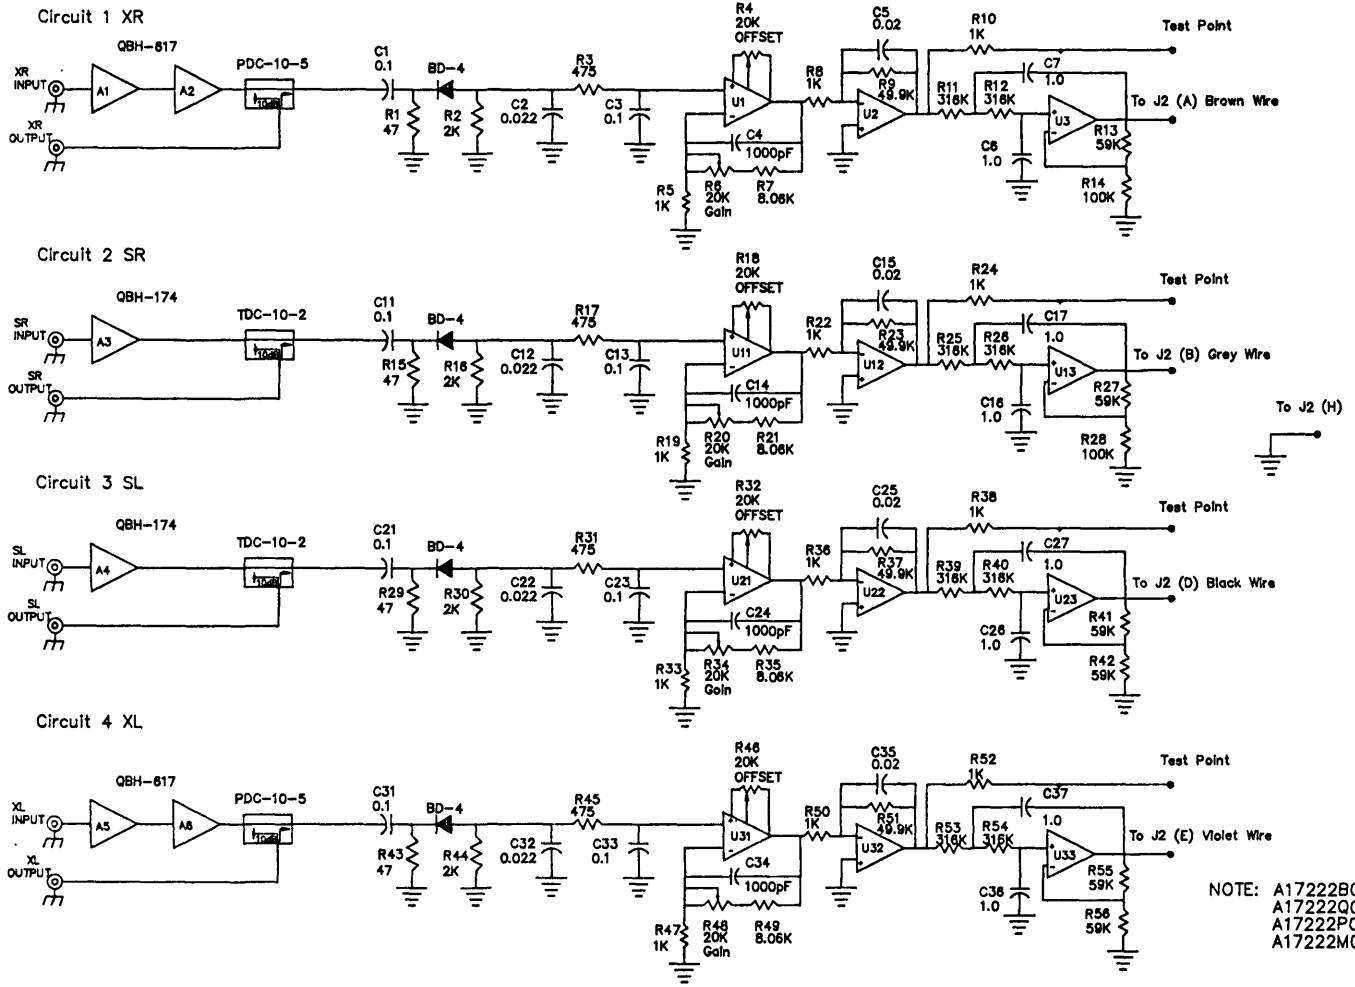 Circuit 1 XR
QBH-617
PDC-10-5
XR
INPUT
A1
A2
10dB
XR
OUTPUT
C1
0.1
BD-4
R1
47
R2
2K
C2
0.022
R3
475
C3
0.1
R4
20K
OFFSET
U1
C4
1000pF
R5
1K
R6
20K
Gain
R7
8.06K
R8
1K
C5
0.02
R9
49.9K
U2
R10
1K
Test Point
R11
316K
R12
316K
C7
1.0
C6
1.0
U3
To J2 (A) Brown Wire
R13
59K
R14
100K
Circuit 2 SR
QBH-174
TDC-10-2
SR
INPUT
A3
10dB
SR
OUTPUT
C11
0.1
BD-4
R15
47
R16
2K
C12
0.022
R17
475
C13
0.1
R18
20K
OFFSET
U11
C14
1000pF
R19
1K
R20
20K
Gain
R21
8.06K
R22
1K
C15
0.02
R23
49.9K
U12
R24
1K
Test Point
R25
316K
R26
316K
C17
1.0
C16
1.0
U13
To J2 (B) Grey Wire
R27
59K
R28
100K
To J2 (H)
Circuit 3 SL
QBH-174
TDC-10-2
SL
INPUT
A4
10dB
SL
OUTPUT
C21
0.1
BD-4
R29
47
R30
2K
C22
0.022
R31
475
C23
0.1
R32
20K
OFFSET
U21
C24
1000pF
R33
1K
R34
20K
Gain
R35
8.06K
R36
1K
C25
0.02
R37
49.9K
U22
R38
1K
Test Point
R39
316K
R40
316K
C27
1.0
C26
1.0
U23
To J2 (D) Black Wire
R41
59K
R42
59K
Circuit 4 XL
QBH-617
PDC-10-5
XL
INPUT
A5
A6
10dB
XL
OUTPUT
C31
0.1
BD-4
R43
47
R44
2K
C32
0.022
R45
475
C33
0.1
R46
20K
OFFSET
U31
C34
1000pF
R47
1K
R48
20K
Gain
R49
8.06K
R50
1K
C35
0.02
R51
49.9K
U32
R52
1K
Test Point
R53
316K
R54
316K
C37
1.0
C36
1.0
U33
To J2 (E) Violet Wire
R55
59K
R56
59K
NOTE: A17222B
A17222Q
A17222P
A17222M